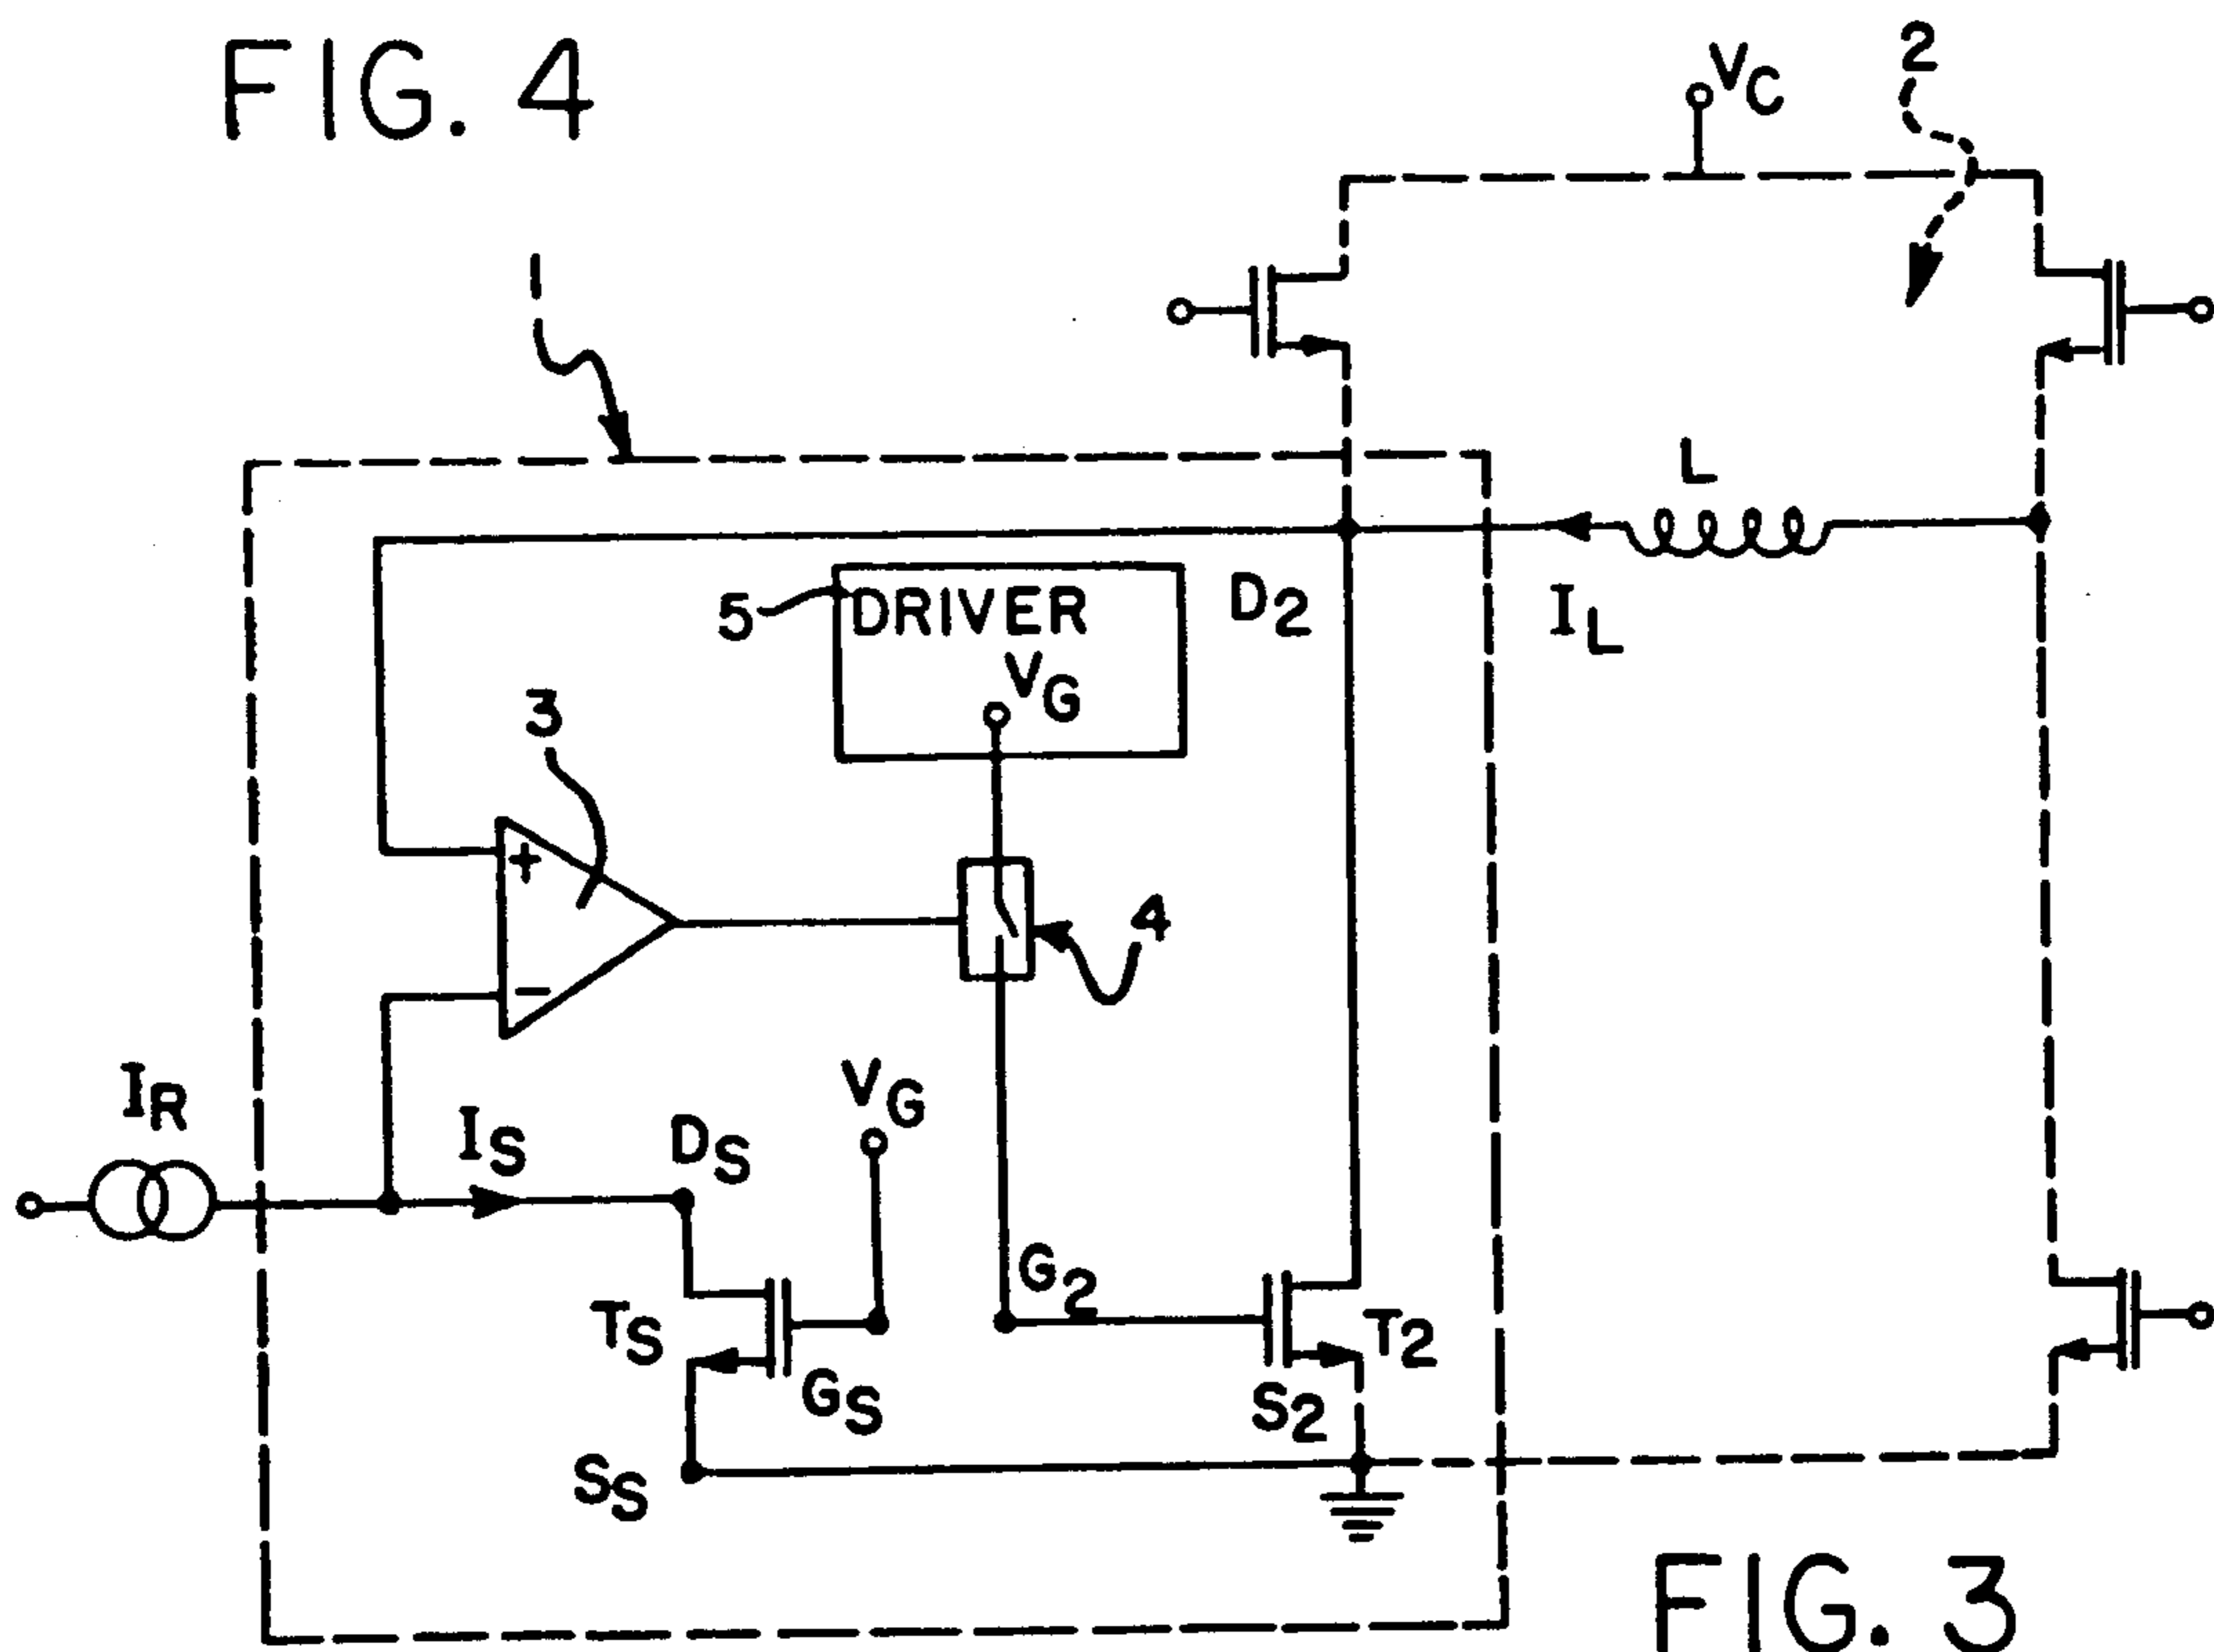 FIG. 4
VC
2
1
L
5
DRIVER
D2
IL
VG
3
+
4
−
IR
IS
DS
VG
G2
TS
T2
GS
S2
SS
FIG. 3